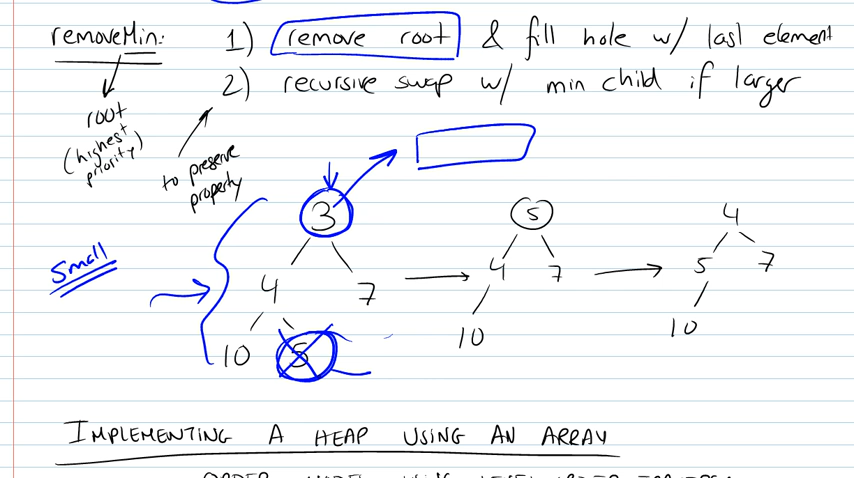 removeMin: 1) remove root & fill hole w/ last element
2) recursive swap w/ min child if larger
root
(highest
priority)
to preserve
property
Small
3
4 7
10 5
5
4 7
10
4
5 7
10
IMPLEMENTING A HEAP USING AN ARRAY